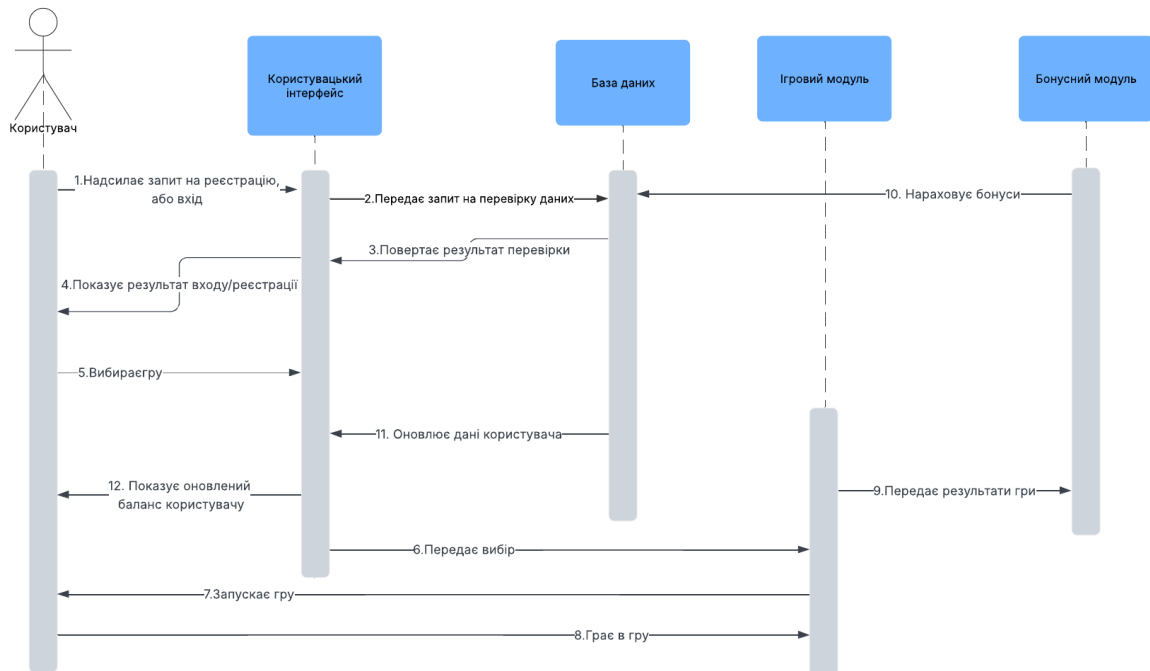 Користувацький
інтерфейс
База даних
Ігровий модуль
Бонусний модуль
Користувач
1.Надсилає запит на реєстрацію,
або вхід
2.Передає запит на перевірку даних
10. Нараховує бонуси
3.Повертає результат перевірки
4.Показує результат входу/реєстрації
5.Вибираєгру
11. Оновлює дані користувача
12. Показує оновлений
баланс користувачу
9.Передає результати гри
6.Передає вибір
7.Запускає гру
8.Грає в гру